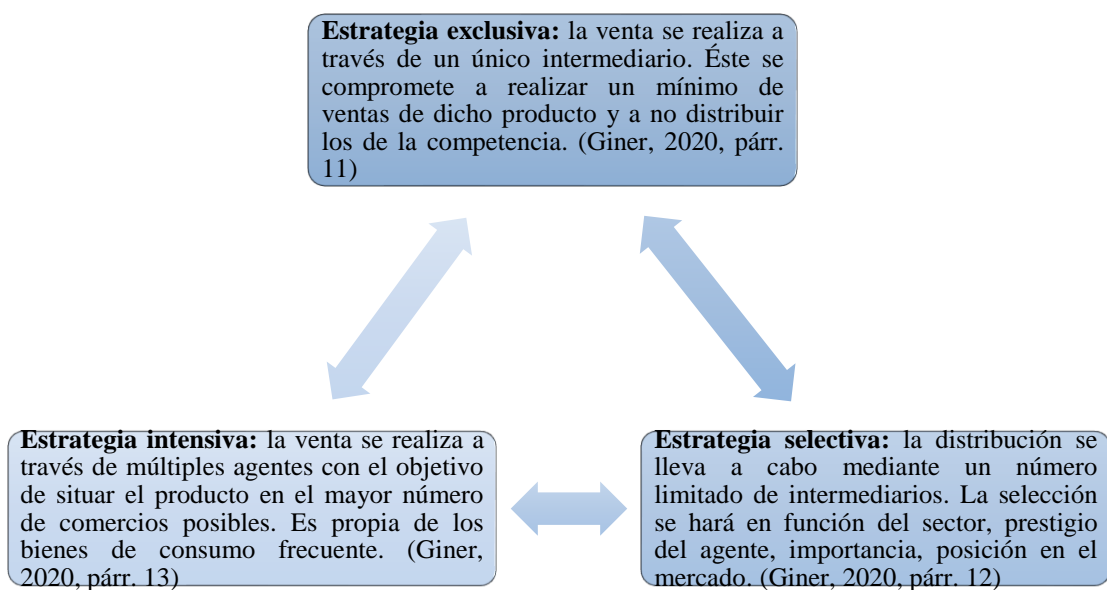 Estrategia exclusiva: la venta se realiza a
través de un único intermediario. Éste se
compromete a realizar un mínimo de
ventas de dicho producto y a no distribuir
los de la competencia. (Giner, 2020, párr.
11)
Estrategia intensiva: la venta se realiza a
través de múltiples agentes con el objetivo
de situar el producto en el mayor número
de comercios posibles. Es propia de los
bienes de consumo frecuente. (Giner,
2020, párr. 13)
Estrategia selectiva: la distribución se
lleva a cabo mediante un número
limitado de intermediarios. La selección
se hará en función del sector, prestigio
del agente, importancia, posición en el
mercado. (Giner, 2020, párr. 12)